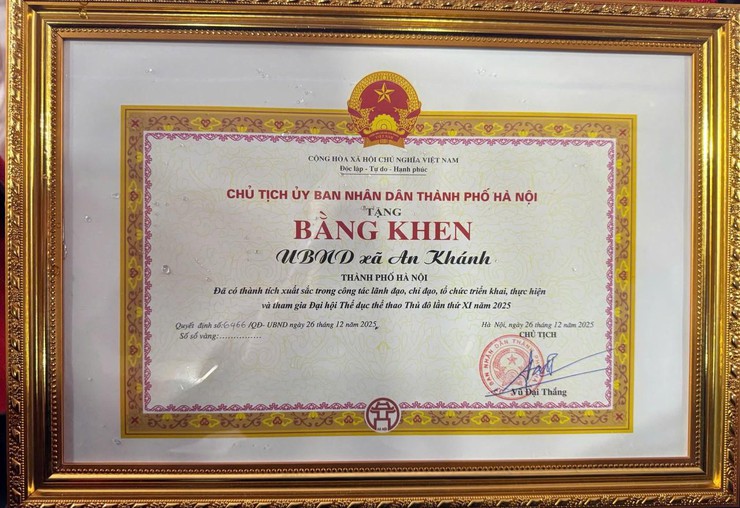 CỘNG HÒA XÃ HỘI CHỦ NGHĨA VIỆT NAM
Độc lập - Tự do - Hạnh phúc
CHỦ TỊCH ỦY BAN NHÂN DÂN THÀNH PHỐ HÀ NỘI
TẶNG
BẰNG KHEN
UBND xã An Khánh
THÀNH PHỐ HÀ NỘI
Đã có thành tích xuất sắc trong công tác lãnh đạo, chỉ đạo, tổ chức triển khai, thực hiện
và tham gia Đại hội Thể dục thể thao Thủ đô lần thứ XI năm 2025
Quyết định số:6466/QĐ- UBND ngày 26 tháng 12 năm 2025
Số sổ vàng:...............
Hà Nội, ngày 26 tháng 12 năm 2025
CHỦ TỊCH
BAN NHÂN DÂN THÀNH
Vũ Đại Thắng